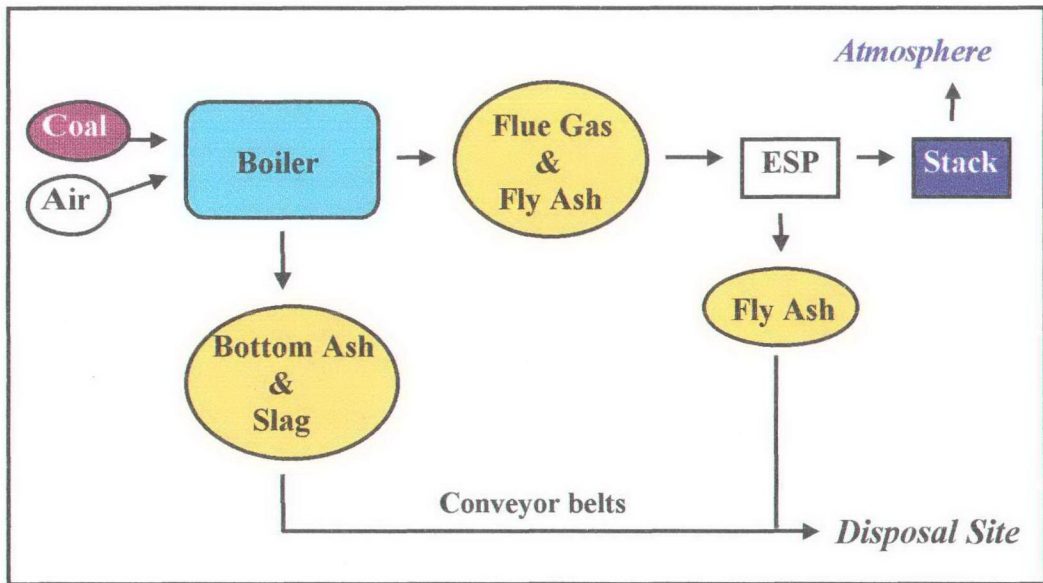 Atmosphere
Coal
Air
Boiler
Flue Gas
&
Fly Ash
ESP
Stack
Fly Ash
Bottom Ash
&
Slag
Conveyor belts
Disposal Site